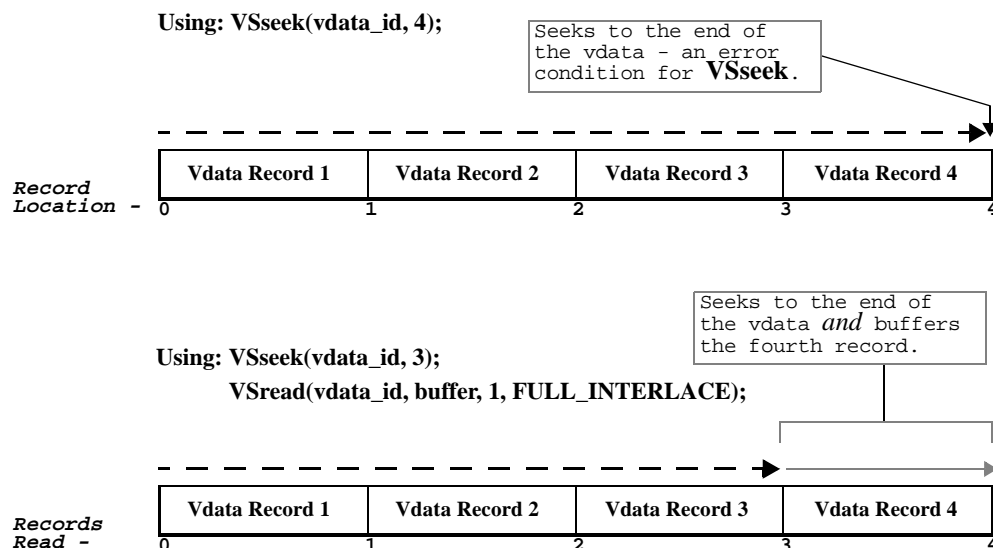 Using: VSseek(vdata_id, 4);
Seeks to the end of
the vdata - an error
condition for VSseek.
Vdata Record 1 Vdata Record 2 Vdata Record 3 Vdata Record 4
Record
Location - 0 1 2 3 4
Seeks to the end of
the vdata and buffers
the fourth record.
Using: VSseek(vdata_id, 3);
VSread(vdata_id, buffer, 1, FULL_INTERLACE);
Vdata Record 1 Vdata Record 2 Vdata Record 3 Vdata Record 4
Records
Read - 0 1 2 3 4